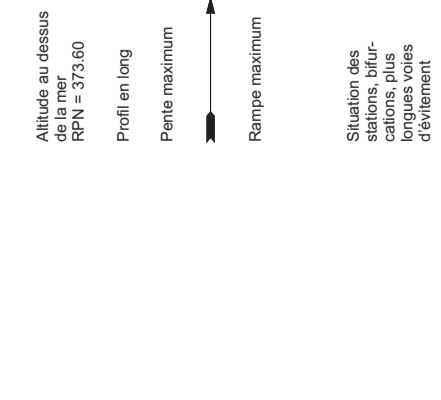 Altitude au dessus
de la mer
RPN = 373.60
Profil en long
Pente maximum
Rampe maximum
Situation des
stations, bifur-
cations, plus
longues voies
d'évitement